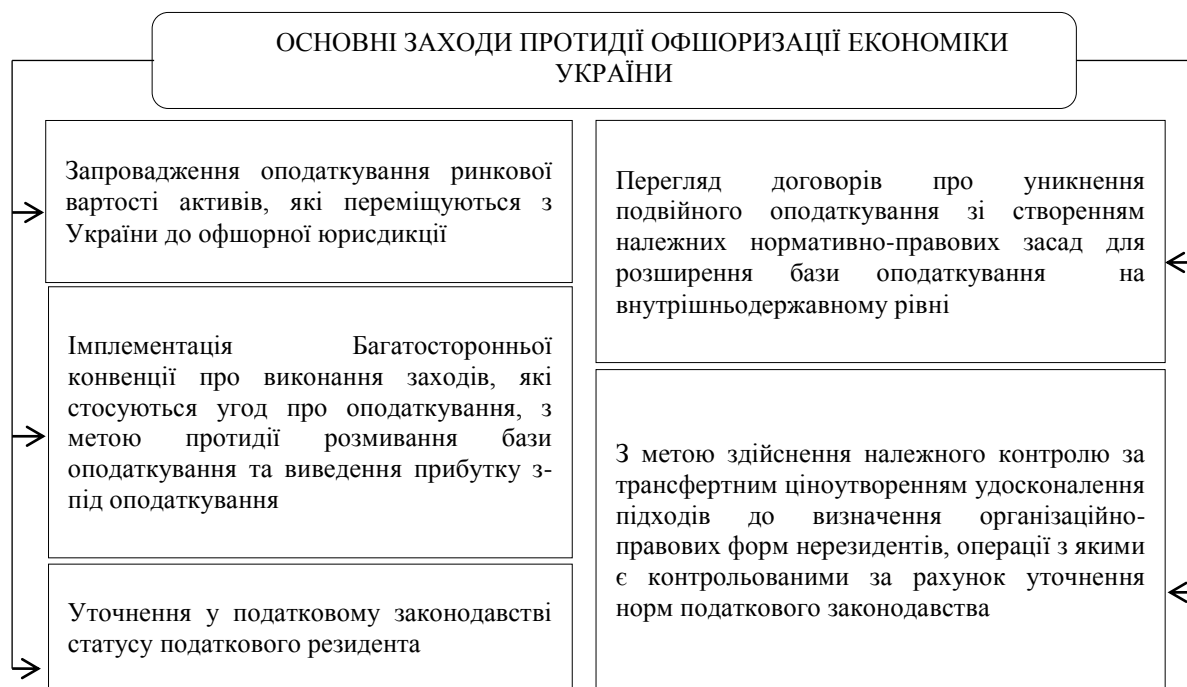 ОСНОВНІ ЗАХОДИ ПРОТИДІЇ ОФШОРИЗАЦІЇ ЕКОНОМІКИ
УКРАЇНИ
Запровадження оподаткування ринкової
вартості активів, які переміщуються з
України до офшорної юрисдикції
Імплементація Багатосторонньої
конвенції про виконання заходів, які
стосуються угод про оподаткування, з
метою протидії розмивання бази
оподаткування та виведення прибутку з-
під оподаткування
Уточнення у податковому законодавстві
статусу податкового резидента
Перегляд договорів про уникнення
подвійного оподаткування зі створенням
належних нормативно-правових засад для
розширення бази оподаткування на
внутрішньодержавному рівні
З метою здійснення належного контролю за
трансфертним ціноутворенням удосконалення
підходів до визначення організаційно-
правових форм нерезидентів, операції з якими
є контрольованими за рахунок уточнення
норм податкового законодавства